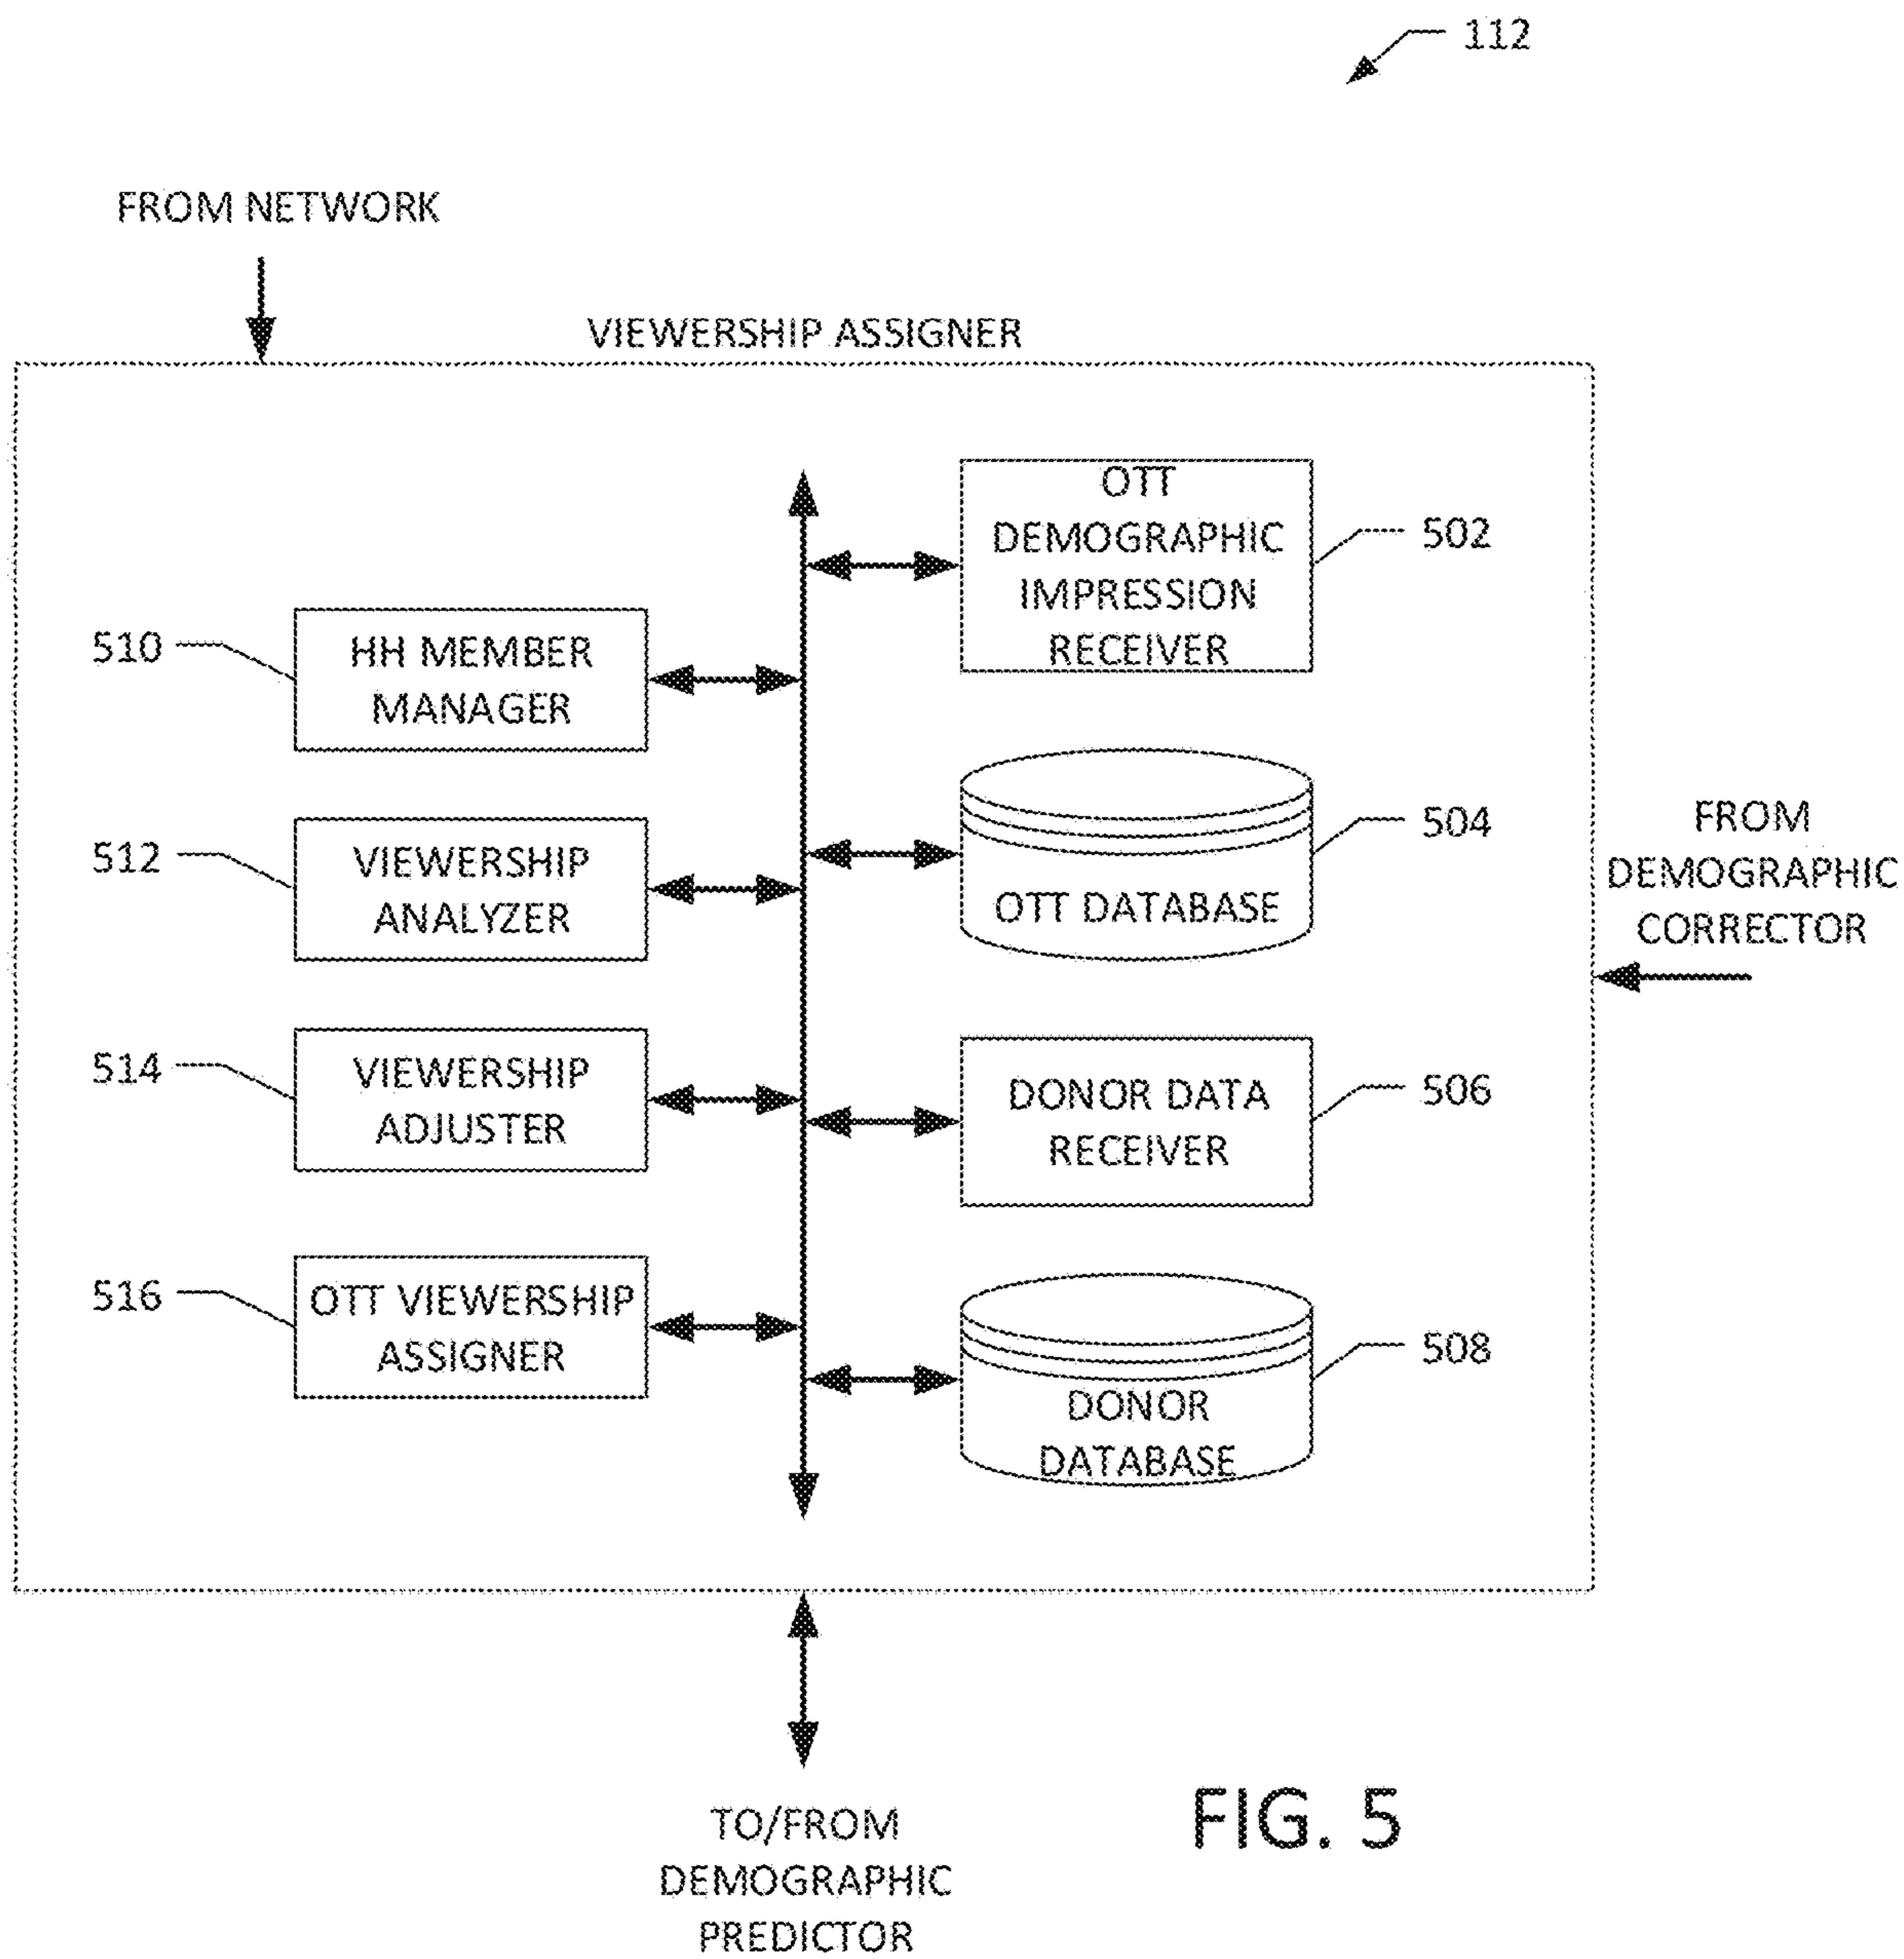 112
FROM NETWORK
VIEWERSHIP ASSIGNER
OTT
DEMOGRAPHIC
IMPRESSION
RECEIVER
502
510
HH MEMBER
MANAGER
504
OTT DATABASE
512
VIEWERSHIP
ANALYZER
FROM
DEMOGRAPHIC
CORRECTOR
514
VIEWERSHIP
ADJUSTER
DONOR DATA
RECEIVER
506
516
OTT VIEWERSHIP
ASSIGNER
508
DONOR
DATABASE
TO/FROM
DEMOGRAPHIC
PREDICTOR
FIG. 5